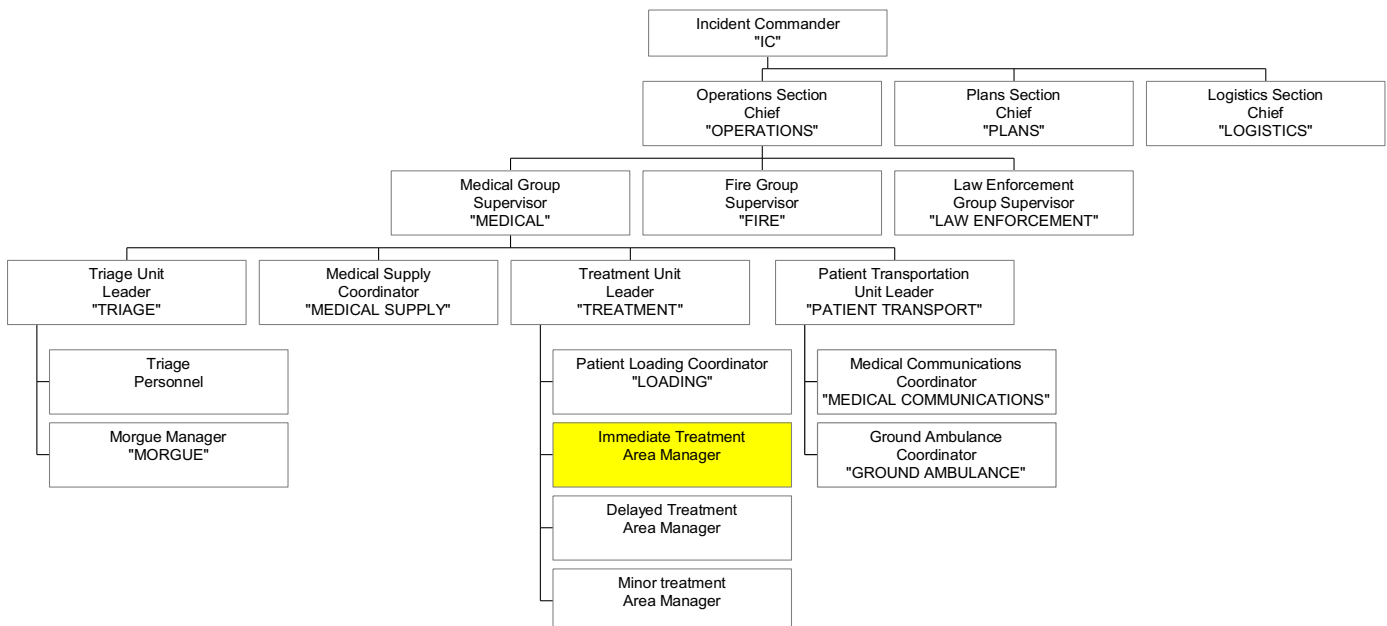 Incident Commander
"IC"
Operations Section
Chief
"OPERATIONS"
Plans Section
Chief
"PLANS"
Logistics Section
Chief
"LOGISTICS"
Medical Group
Supervisor
"MEDICAL"
Fire Group
Supervisor
"FIRE"
Law Enforcement
Group Supervisor
"LAW ENFORCEMENT"
Triage Unit
Leader
"TRIAGE"
Medical Supply
Coordinator
"MEDICAL SUPPLY"
Treatment Unit
Leader
"TREATMENT"
Patient Transportation
Unit Leader
"PATIENT TRANSPORT"
Triage
Personnel
Morgue Manager
"MORGUE"
Patient Loading Coordinator
"LOADING"
Immediate Treatment
Area Manager
Delayed Treatment
Area Manager
Minor treatment
Area Manager
Medical Communications
Coordinator
"MEDICAL COMMUNICATIONS"
Ground Ambulance
Coordinator
"GROUND AMBULANCE"